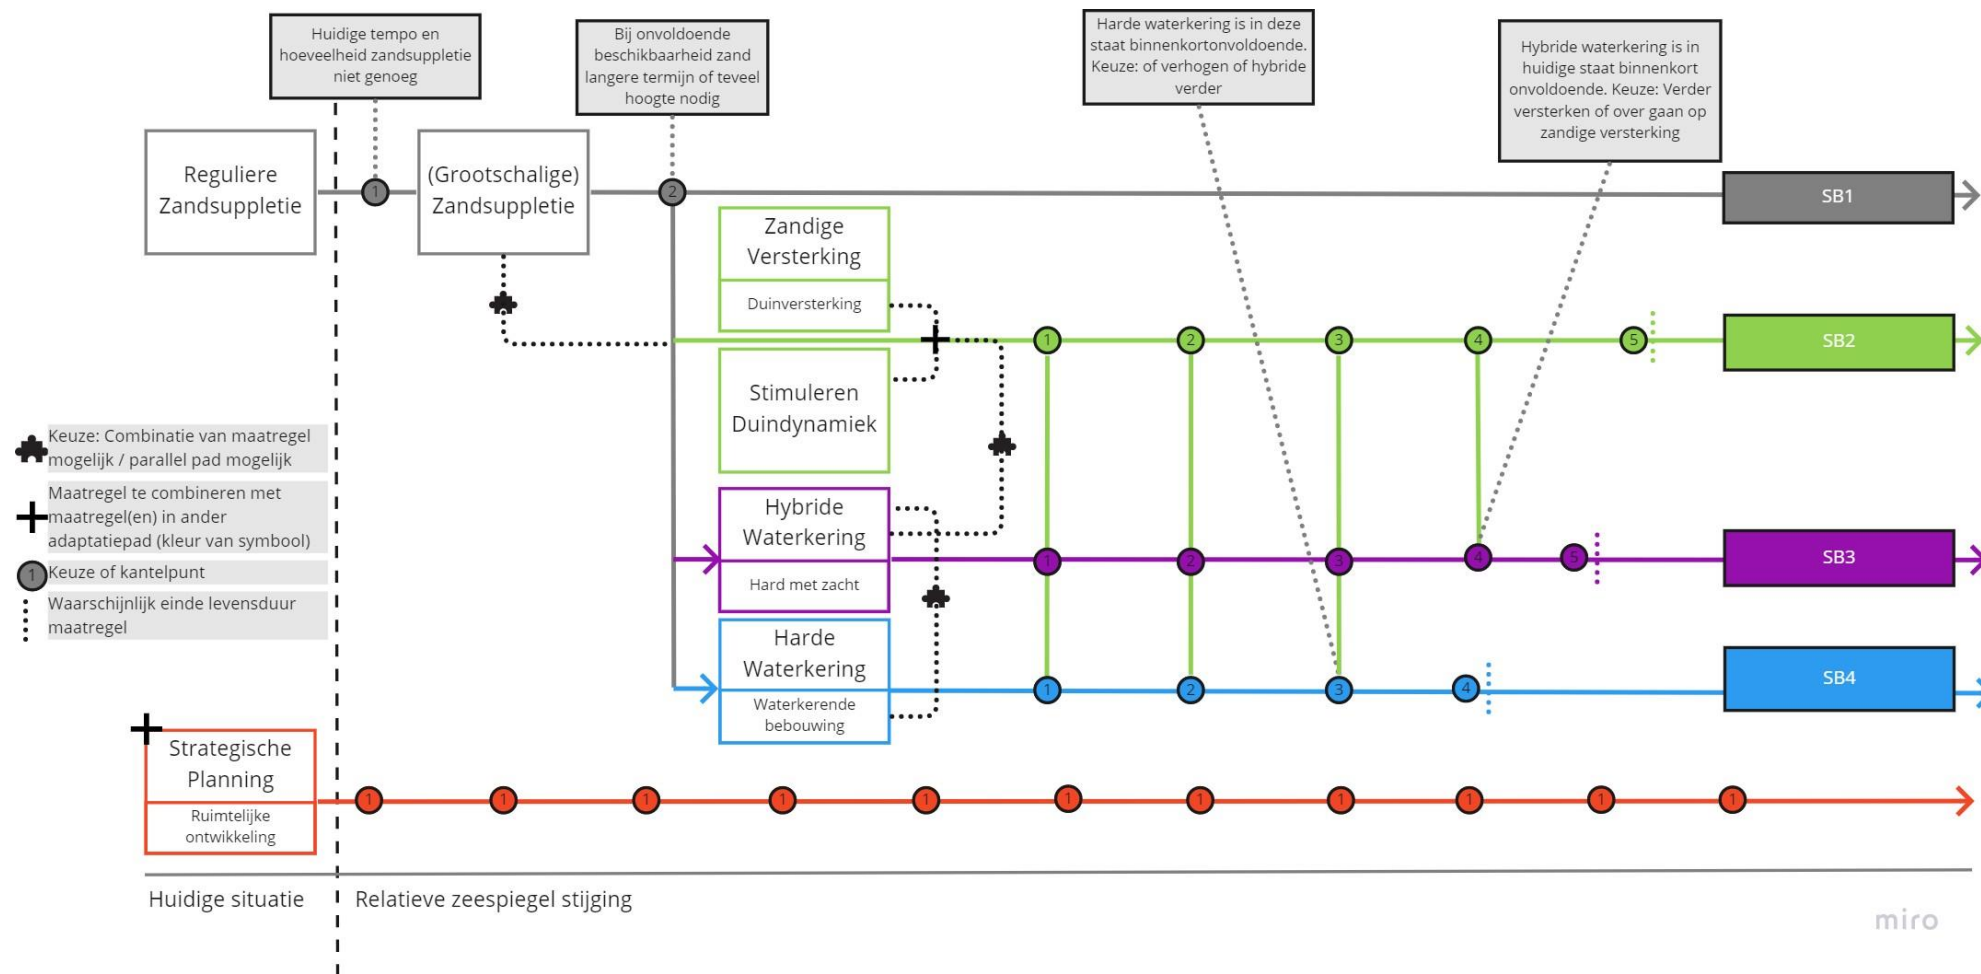 Huidige tempo en
hoeveelheid zandsuppletie
niet genoeg
Bij onvoldoende
beschikbaarheid zand
langere termijn of teveel
hoogte nodig
Harde waterkering is in deze
staat binnenkortonvoldoende.
Keuze: of verhogen of hybride
verder
Hybride waterkering is in
huidige staat binnenkort
onvoldoende. Keuze: Verder
versterken of over gaan op
zandige versterking
Reguliere
Zandsuppletie
1
(Grootschalige)
Zandsuppletie
2
SB1
Zandige
Versterking
Duinversterking
1
2
3
4
5
SB2
Stimuleren
Duindynamiek
Keuze: Combinatie van maatregel
mogelijk / parallel pad mogelijk
Maatregel te combineren met
maatregel(en) in ander
adaptatiepad (kleur van symbool)
1
Keuze of kantelpunt
Waarschijnlijk einde levensduur
maatregel
Hybride
Waterkering
Hard met zacht
1
2
3
4
5
SB3
Harde
Waterkering
Waterkerende
bebouwing
1
2
3
4
SB4
Strategische
Planning
Ruimtelijke
ontwikkeling
1
1
1
1
1
1
1
1
1
1
1
Huidige situatie
Relatieve zeespiegel stijging
miro